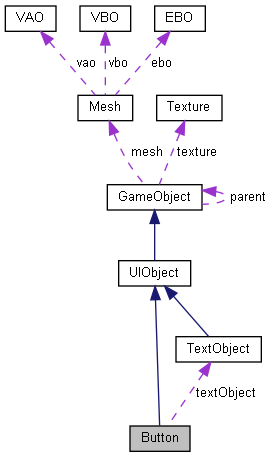 VAO VBO EBO
vao vbo ebo
Mesh Texture
mesh texture
GameObject parent
UIObject
TextObject
textObject
Button